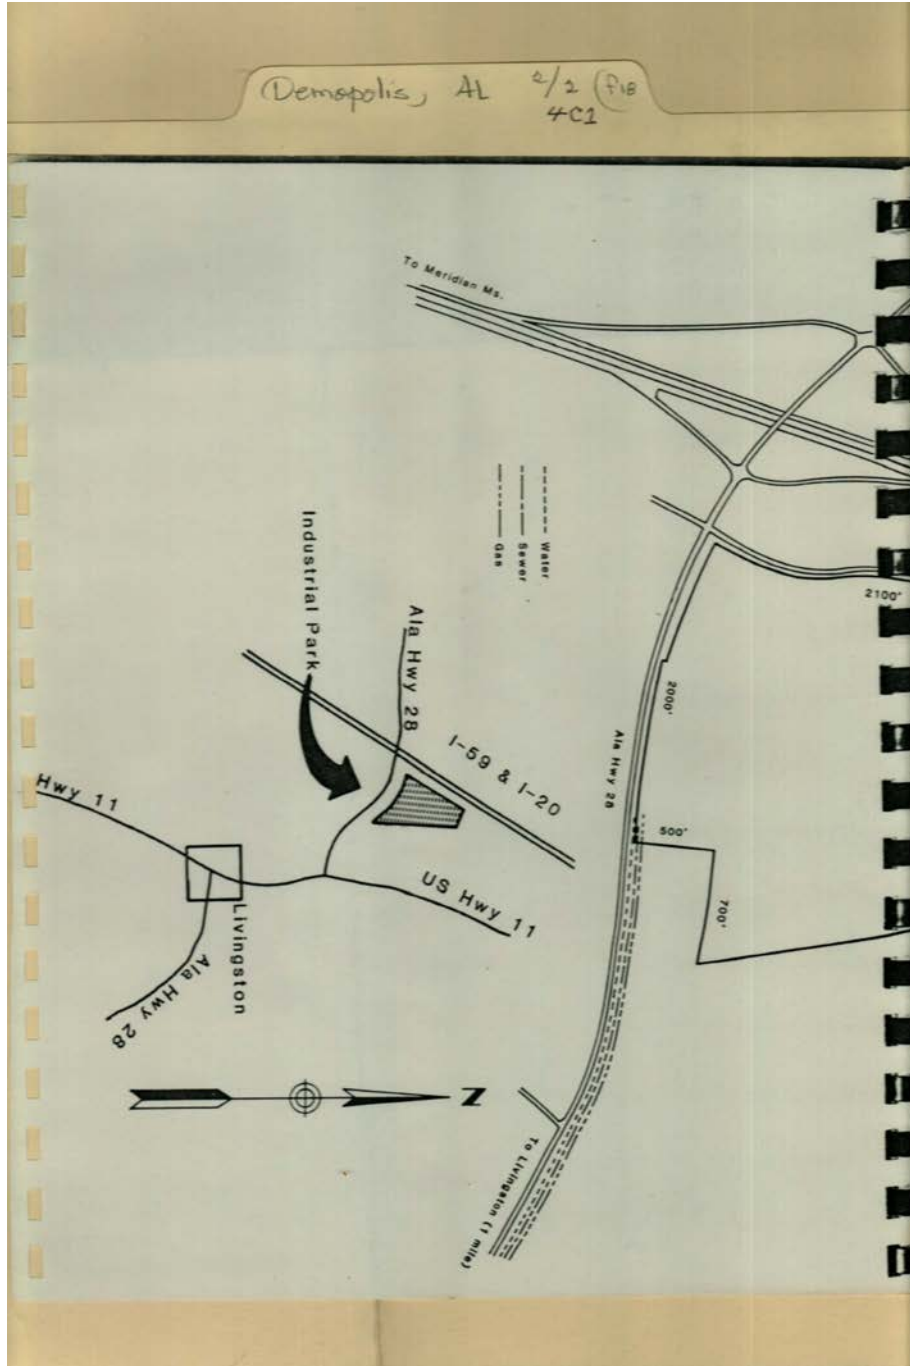 Demopolis, AL 2/2 (F18
4C1
To Meridian Ms.
Water
Sewer
Gas
2100'
2000'
Ala Hwy 28
500'
700'
To Livingston (1 mile)
Industrial Park
Ala Hwy 28
I-59 & I-20
Hwy 11
US Hwy 11
Livingston
Ala Hwy 28
N